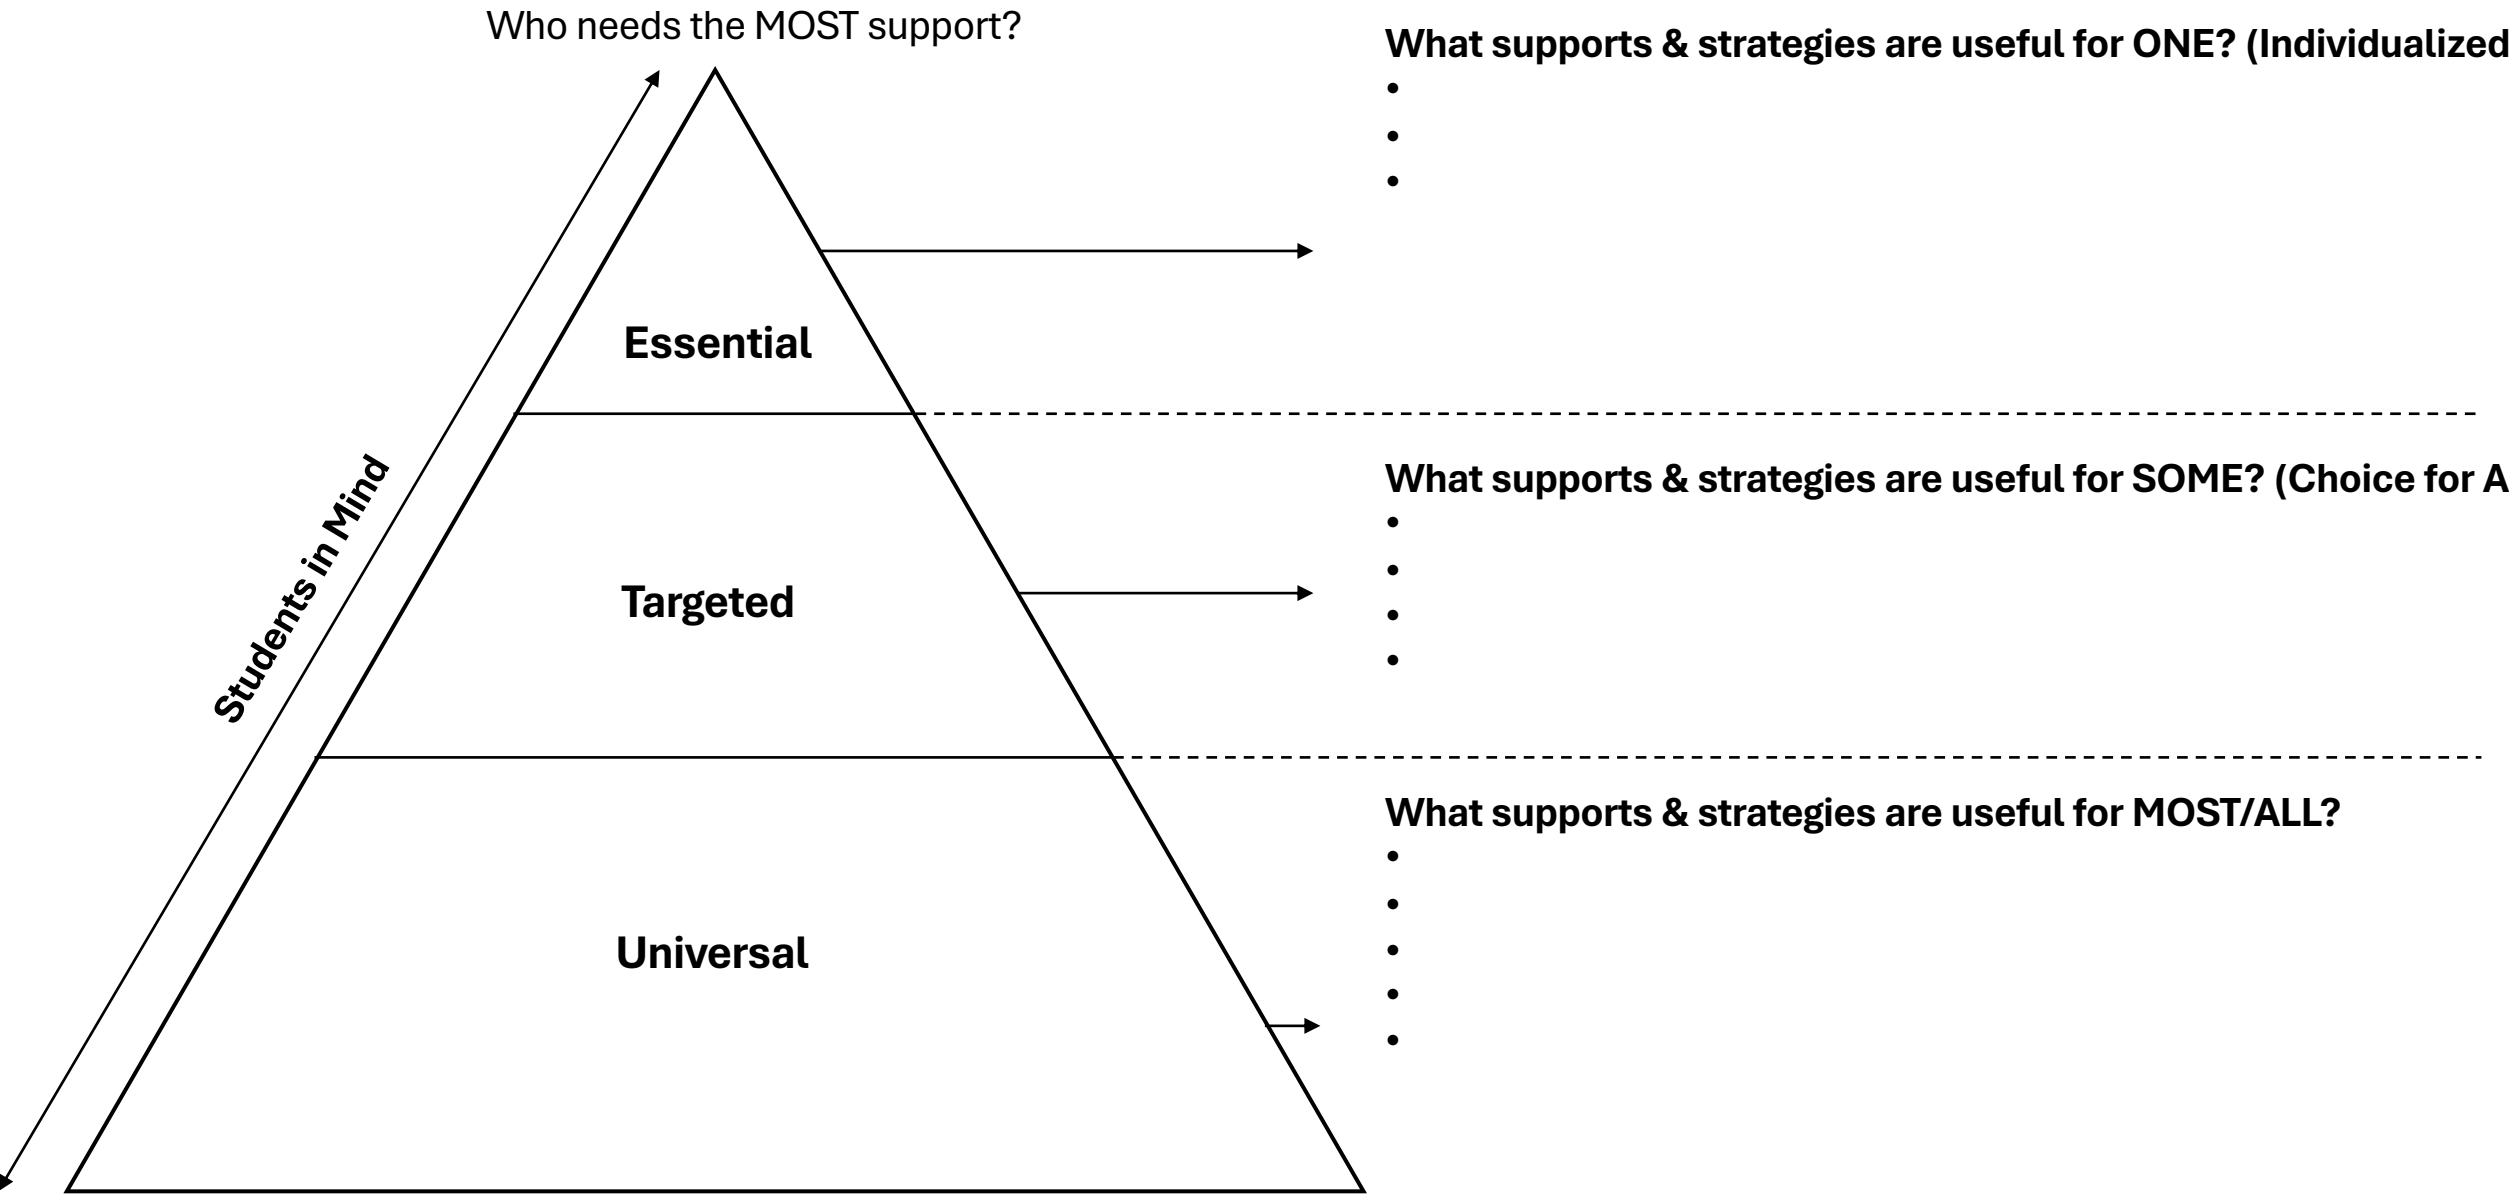 Who needs the MOST support?
What supports & strategies are useful for ONE? (Individualized
•
•
•
Essential
Students in Mind
What supports & strategies are useful for SOME? (Choice for A
•
•
•
•
Targeted
What supports & strategies are useful for MOST/ALL?
•
•
•
•
•
Universal